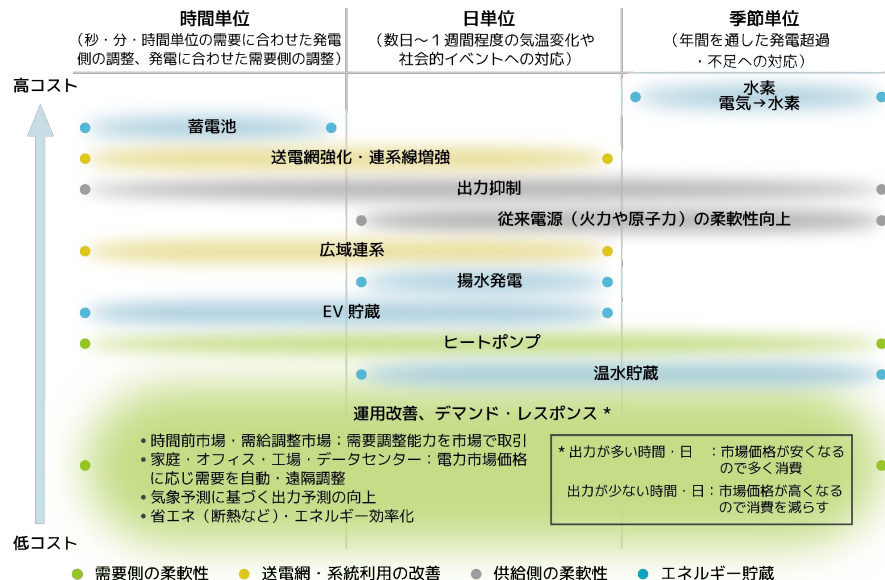 時間単位
(秒・分・時間単位の需要に合わせた発電
側の調整、発電に合わせた需要側の調整)
日単位
(数日～1週間程度の気温変化や
社会的イベントへの対応)
季節単位
(年間を通した発電超過
・不足への対応)
高コスト
水素
電気→水素
蓄電池
送電網強化・連系線増強
出力抑制
従来電源（火力や原子力）の柔軟性向上
広域連系
揚水発電
EV 貯蔵
ヒートポンプ
温水貯蔵
運用改善、デマンド・レスポンス *
•時間前市場・需給調整市場：需要調整能力を市場で取引
•家庭・オフィス・工場・データセンター：電力市場価格
に応じ需要を自動・遠隔調整
•気象予測に基づく出力予測の向上
•省エネ（断熱など）・エネルギー効率化
* 出力が多い時間・日　：市場価格が安くなる
ので多く消費
出力が少ない時間・日：市場価格が高くなる
ので消費を減らす
低コスト
需要側の柔軟性
送電網・系統利用の改善
供給側の柔軟性
エネルギー貯蔵